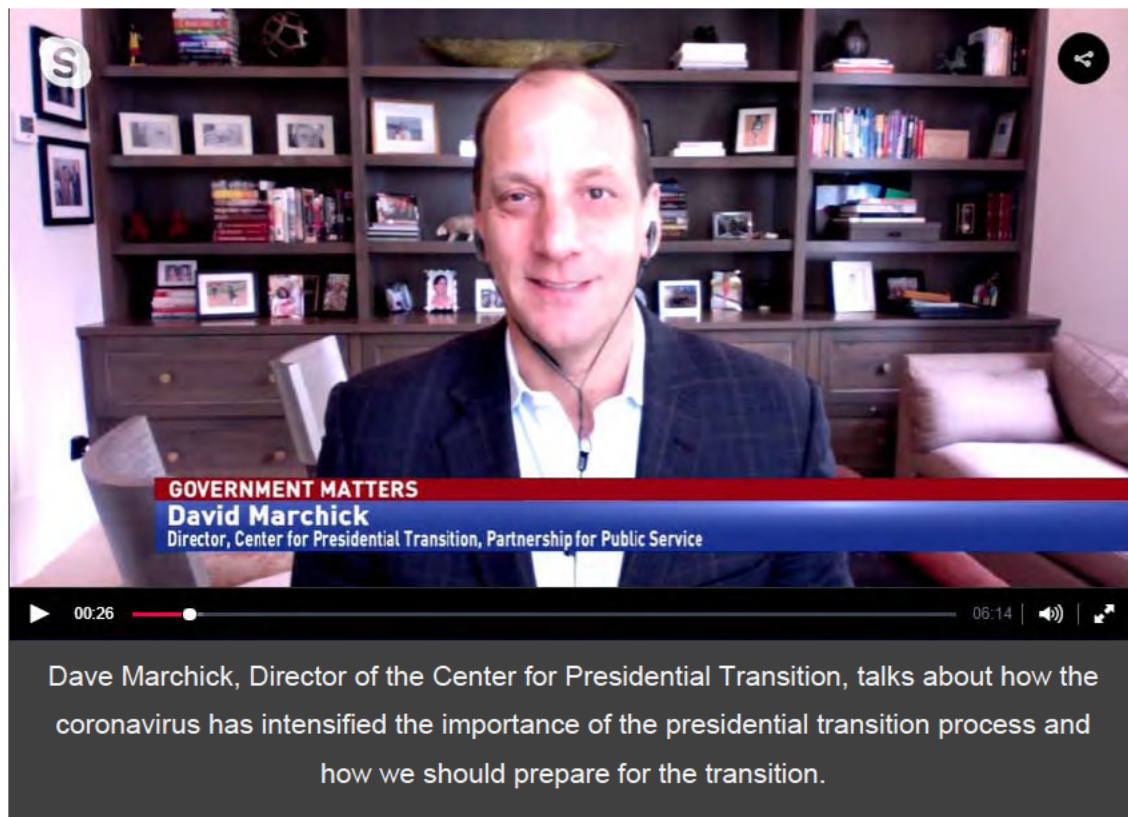 S
GOVERNMENT MATTERS
David Marchick
Director, Center for Presidential Transition, Partnership for Public Service
00:26
06:14
Dave Marchick, Director of the Center for Presidential Transition, talks about how the
coronavirus has intensified the importance of the presidential transition process and
how we should prepare for the transition.